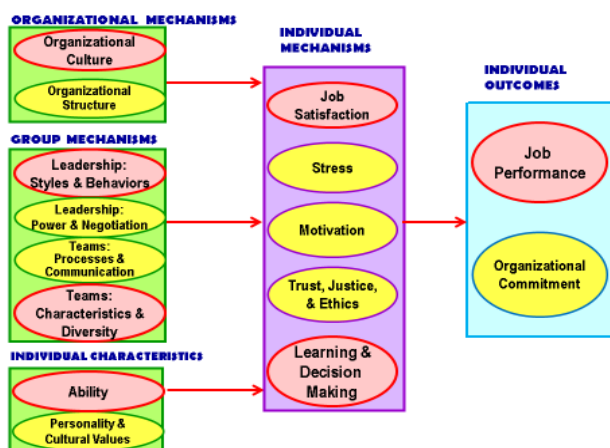 ORGANIZATIONAL MECHANISMS
Organizational
Culture
Organizational
Structure
GROUP MECHANISMS
Leadership:
Styles & Behaviors
Leadership:
Power & Negotiation
Teams:
Processes &
Communication
Teams:
Characteristics &
Diversity
INDIVIDUAL CHARACTERISTICS
Ability
Personality &
Cultural Values
INDIVIDUAL
MECHANISMS
Job
Satisfaction
Stress
Motivation
Trust, Justice,
& Ethics
Learning &
Decision
Making
INDIVIDUAL
OUTCOMES
Job
Performance
Organizational
Commitment